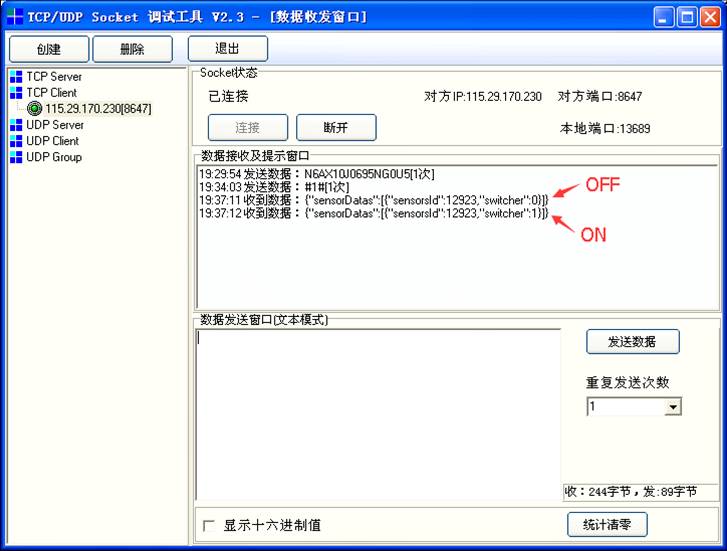 TCP/UDP Socket 调试工具 V2.3 - [数据收发窗口]
创建 删除 退出
TCP Server
TCP Client
115.29.170.230[8647]
UDP Server
UDP Client
UDP Group
Socket状态
已连接 对方IP:115.29.170.230 对方端口:8647
连接 断开 本地端口:13689
数据接收及提示窗口
19:29:54 发送数据：N6AX10J0695NG0U5[1次]
19:34:03 发送数据：#1#[1次]
19:37:11 收到数据：{"sensorDatas":[{"sensorsId":12923,"switcher":0}]}
OFF
19:37:12 收到数据：{"sensorDatas":[{"sensorsId":12923,"switcher":1}]}
ON
数据发送窗口(文本模式)
发送数据
重复发送次数
1
收：244字节，发:89字节
显示十六进制值 统计清零